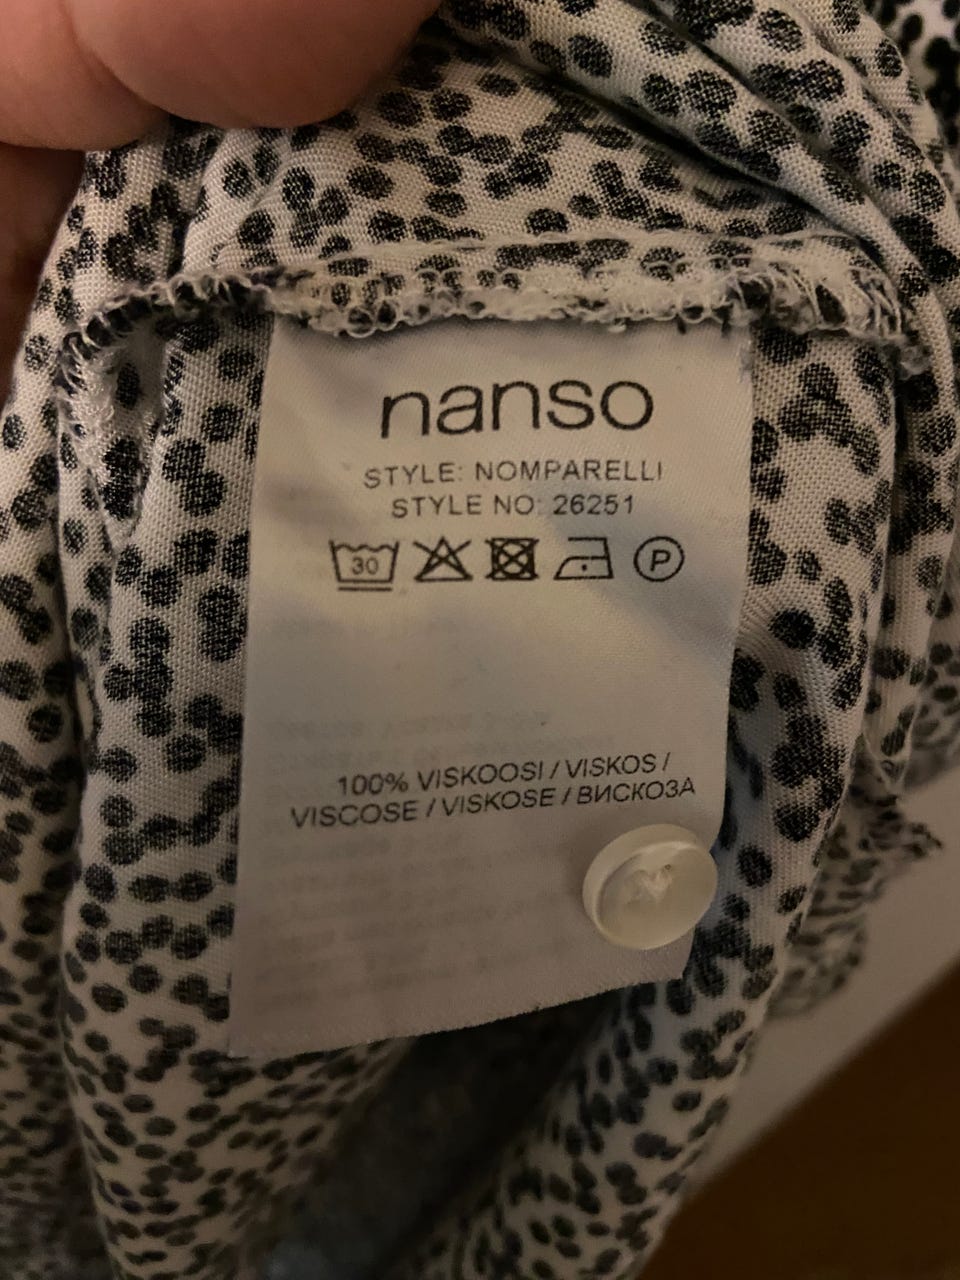 nanso
STYLE: NOMPARELLI
STYLE NO: 26251
30 P
100% VISKOOSI / VISKOS /
VISCOSE / VISKOSE / ВИСКОЗА